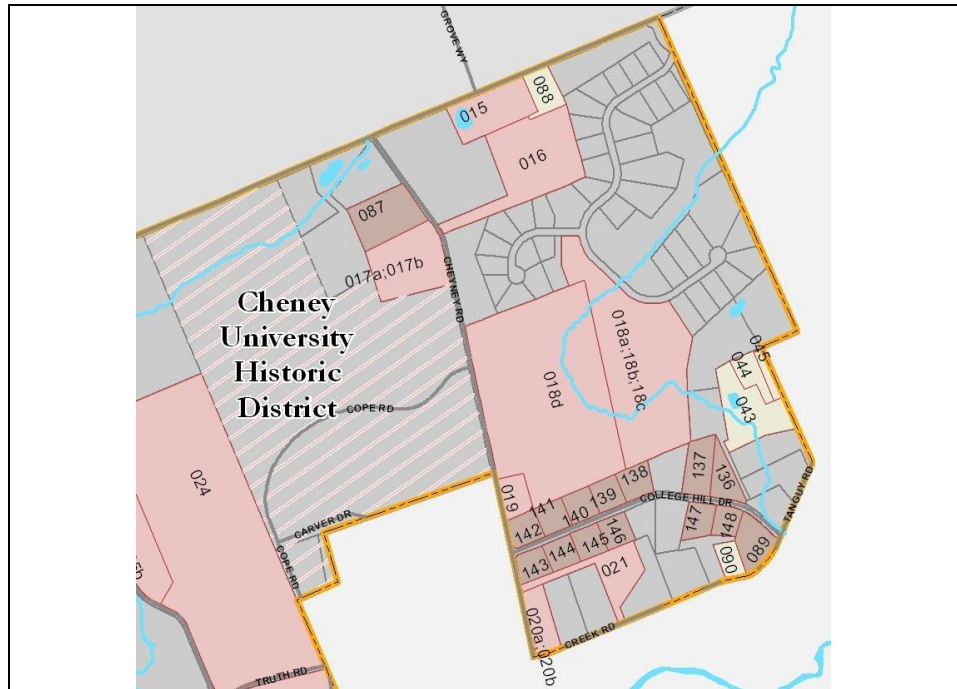 GROVE WY
015
088
016
087
017a;017b
CHEYNEY RD
Cheney
University
Historic
District
COPE RD
018d
018a;18b;18c
045
044
043
024
019
141
142
140
139
138
137
136
COLLEGE HILL DR
147
148
TANGUY RD
089
090
143
144
145
146
021
020a;020b
CREEK RD
CARVER DR
COPE RD
5b
TRUTH RD